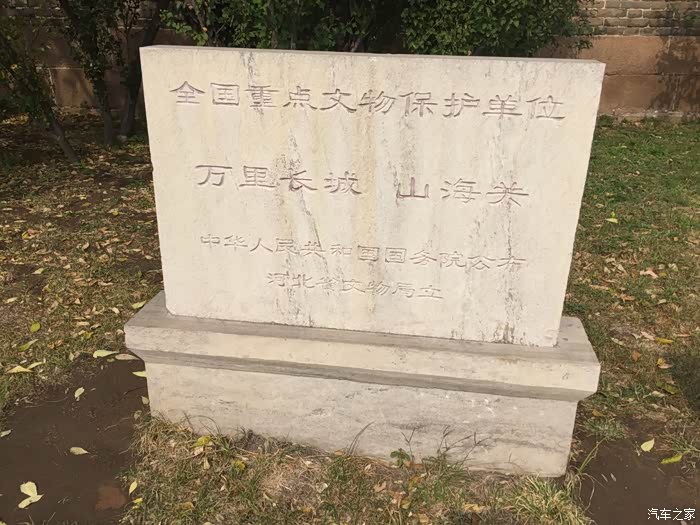 全国重点文物保护单位
万里长城 山海关
中华人民共和国国务院公布
河北省文物局立
汽车之家